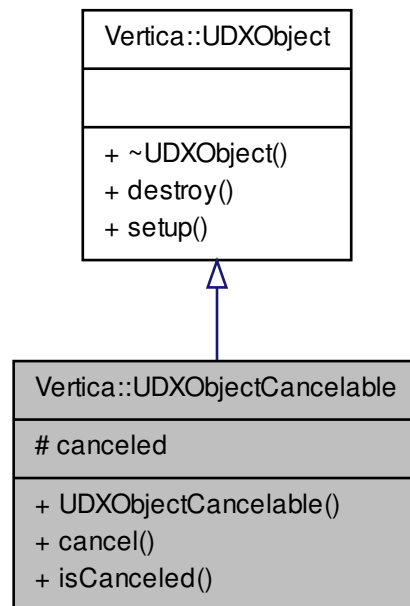 Vertica::UDXObject
+ ~UDXObject()
+ destroy()
+ setup()
Vertica::UDXObjectCancelable
# canceled
+ UDXObjectCancelable()
+ cancel()
+ isCanceled()